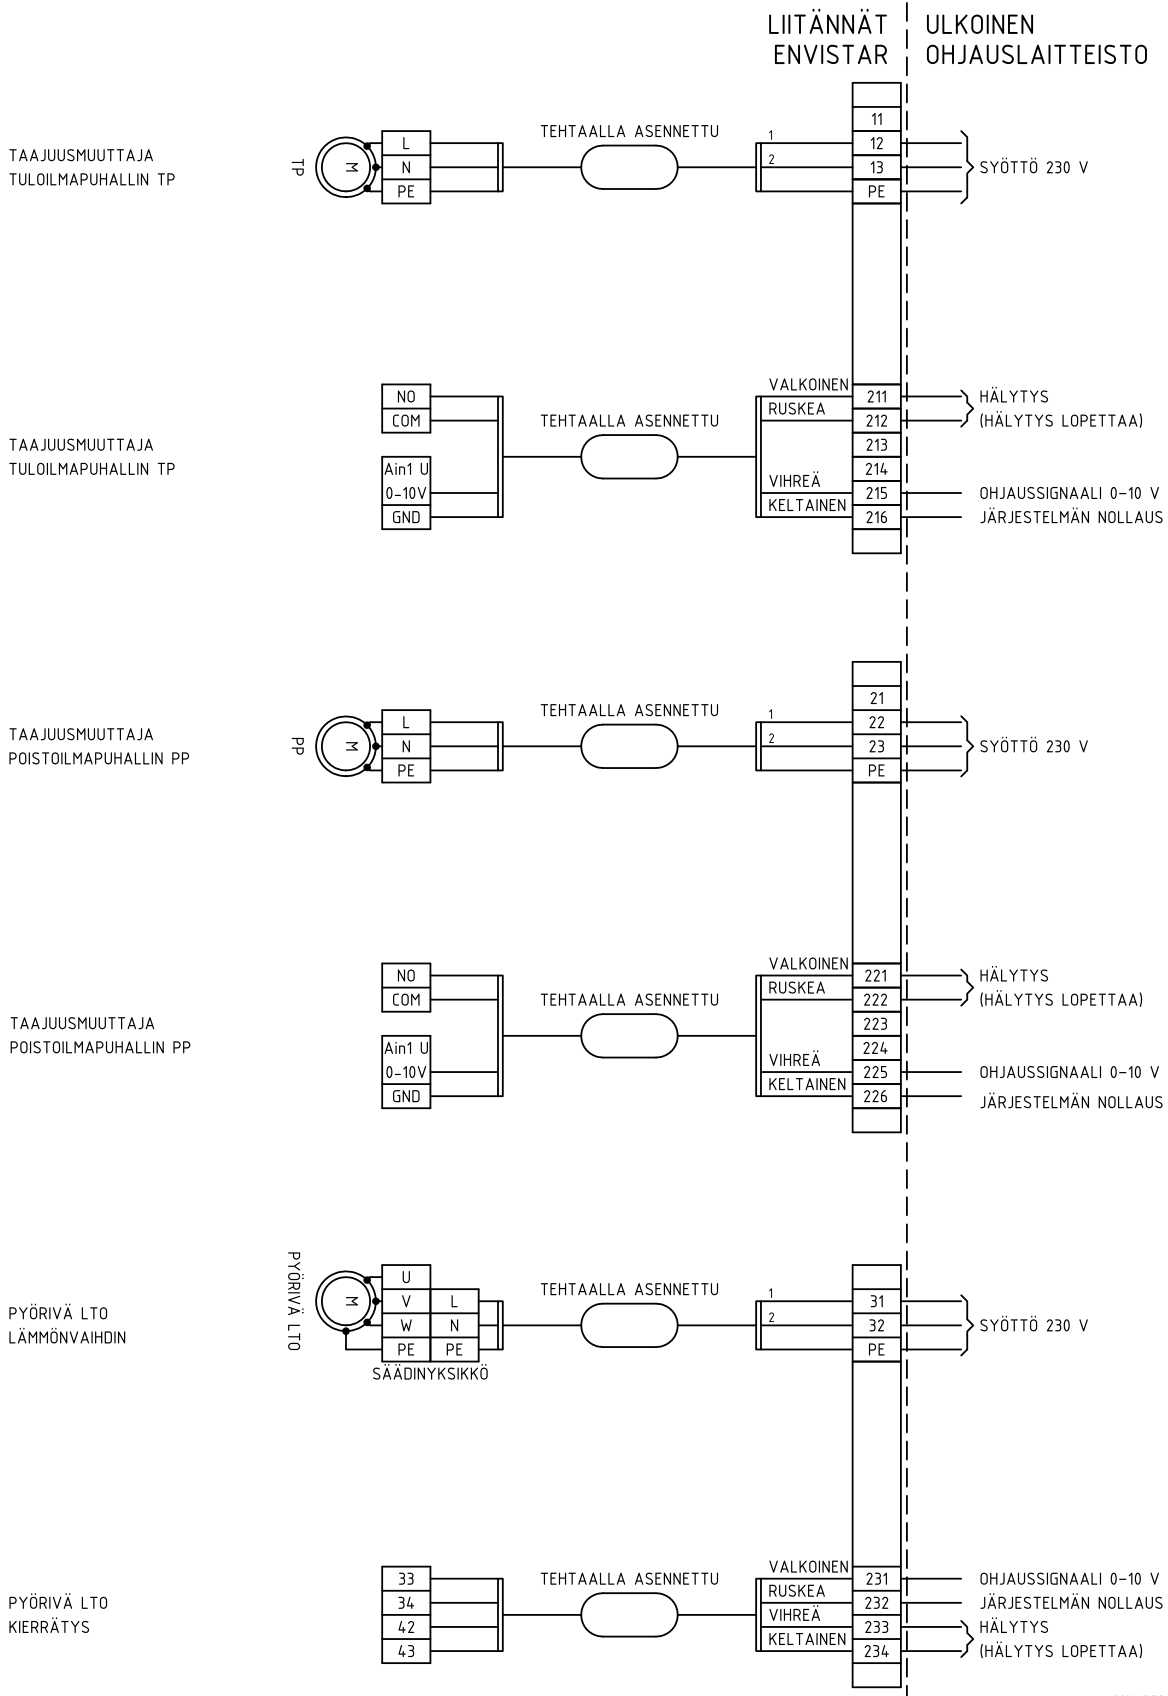 LIITÄNNÄT
ENVISTAR
ULKOINEN
OHJAUSLAITTEISTO
TAAJUUSMUUTTAJA
TULOILMAPUHALLIN TP
TP
M
L
N
PE
TEHTAALLA ASENNETTU
1
2
11
12
13
PE
SYÖTTÖ 230 V
TAAJUUSMUUTTAJA
TULOILMAPUHALLIN TP
NO
COM
Ain1 U
0-10V
GND
TEHTAALLA ASENNETTU
VALKOINEN
RUSKEA
VIHREÄ
KELTAINEN
211
212
213
214
215
216
HÄLYTYS
(HÄLYTYS LOPETTAA)
OHJAUSSIGNAALI 0-10 V
JÄRJESTELMÄN NOLLAUS
TAAJUUSMUUTTAJA
POISTOILMAPUHALLIN PP
PP
M
L
N
PE
TEHTAALLA ASENNETTU
1
2
21
22
23
PE
SYÖTTÖ 230 V
TAAJUUSMUUTTAJA
POISTOILMAPUHALLIN PP
NO
COM
Ain1 U
0-10V
GND
TEHTAALLA ASENNETTU
VALKOINEN
RUSKEA
VIHREÄ
KELTAINEN
221
222
223
224
225
226
HÄLYTYS
(HÄLYTYS LOPETTAA)
OHJAUSSIGNAALI 0-10 V
JÄRJESTELMÄN NOLLAUS
PYÖRIVÄ LTO
LÄMMÖNVAIHDIN
PYÖRIVÄ LTO
M
U
V L
W N
PE PE
SÄÄDINYKSIKKÖ
TEHTAALLA ASENNETTU
1
2
31
32
PE
SYÖTTÖ 230 V
PYÖRIVÄ LTO
KIERRÄTYS
33
34
42
43
TEHTAALLA ASENNETTU
VALKOINEN
RUSKEA
VIHREÄ
KELTAINEN
231
232
233
234
OHJAUSSIGNAALI 0-10 V
JÄRJESTELMÄN NOLLAUS
HÄLYTYS
(HÄLYTYS LOPETTAA)